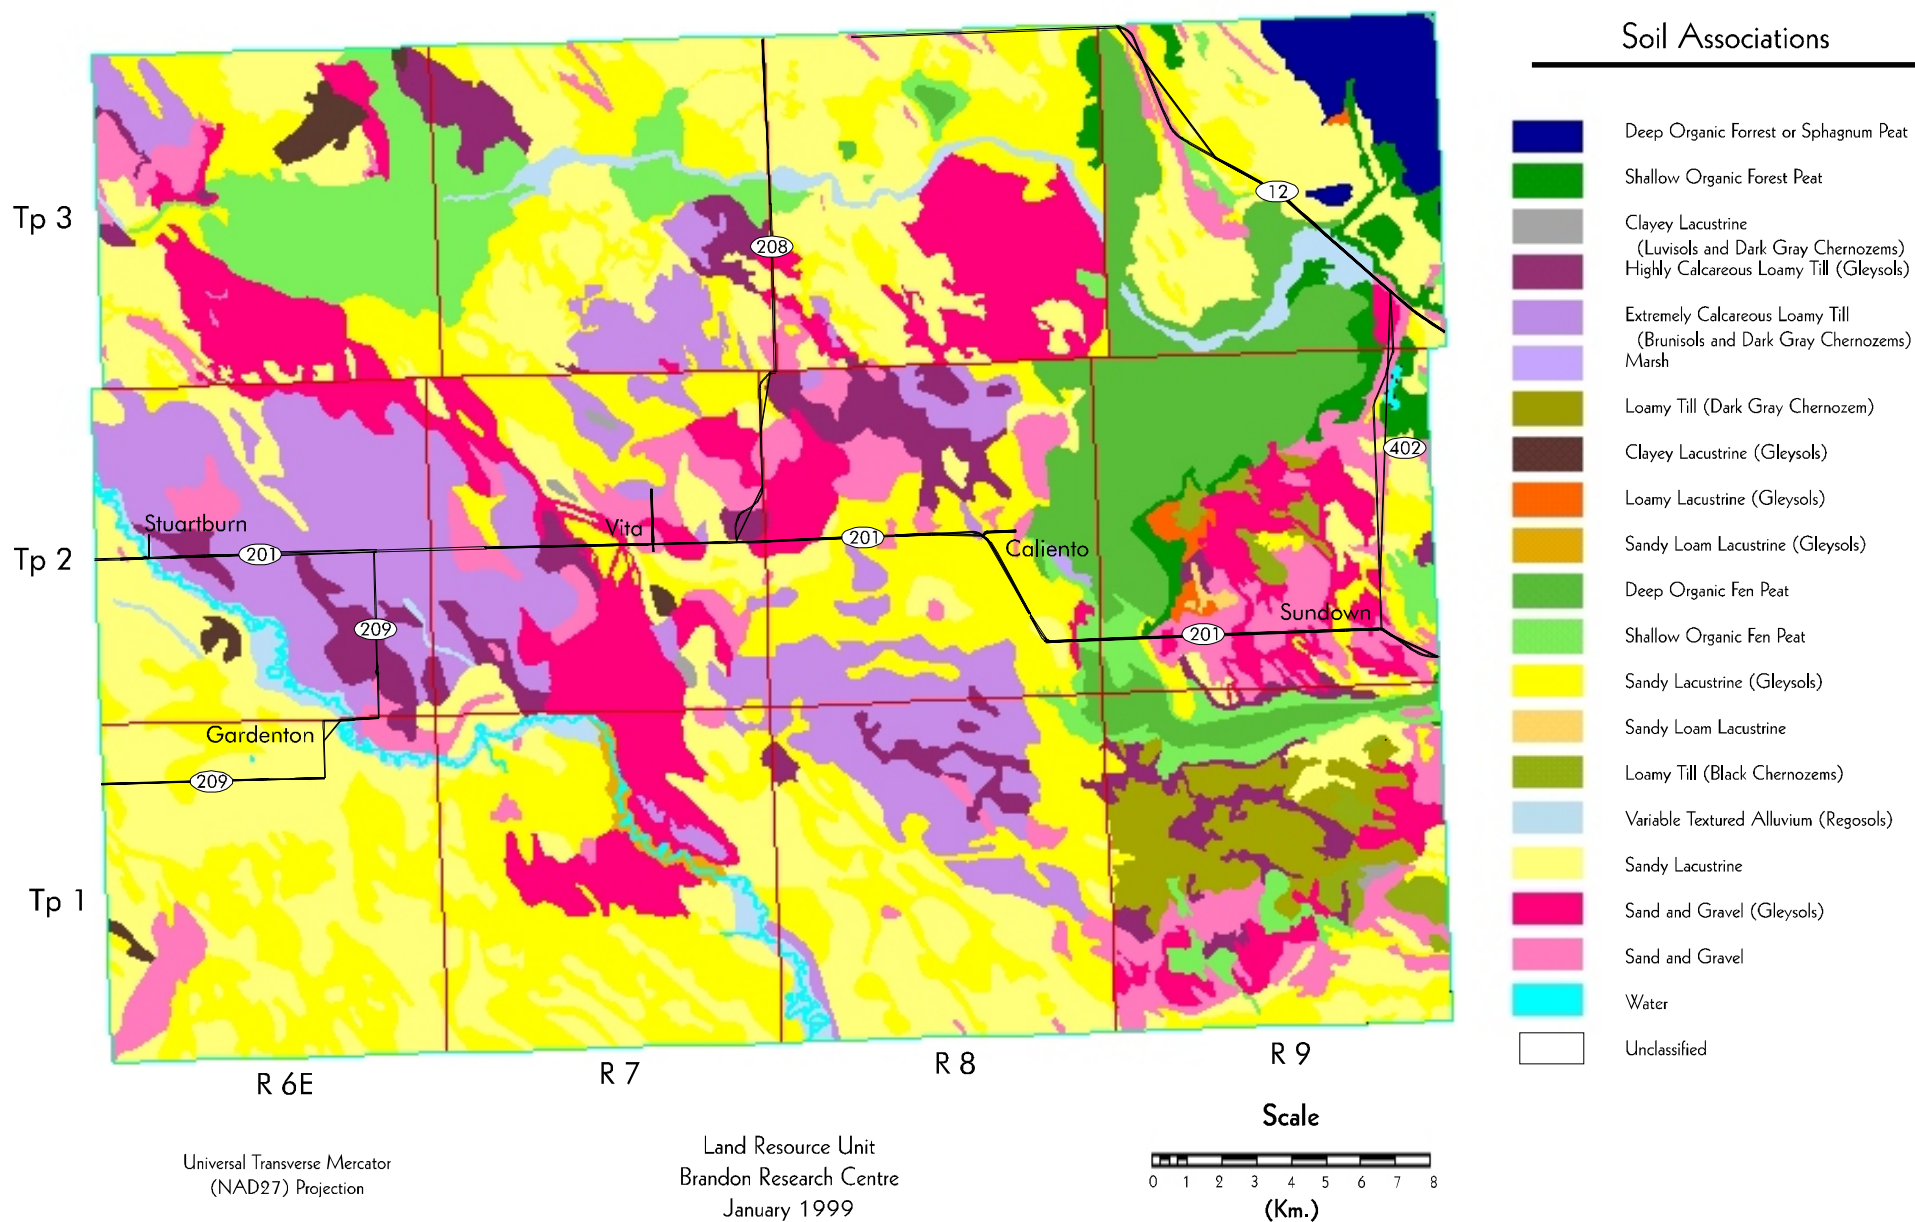 Soil Associations
Deep Organic Forrest or Sphagnum Peat
Shallow Organic Forest Peat
Clayey Lacustrine
(Luvisols and Dark Gray Chernozems)
Highly Calcareous Loamy Till (Gleysols)
Extremely Calcareous Loamy Till
(Brunisols and Dark Gray Chernozems)
Marsh
Loamy Till (Dark Gray Chernozem)
Clayey Lacustrine (Gleysols)
Loamy Lacustrine (Gleysols)
Sandy Loam Lacustrine (Gleysols)
Deep Organic Fen Peat
Shallow Organic Fen Peat
Sandy Lacustrine (Gleysols)
Sandy Loam Lacustrine
Loamy Till (Black Chernozems)
Variable Textured Alluvium (Regosols)
Sandy Lacustrine
Sand and Gravel (Gleysols)
Sand and Gravel
Water
Unclassified
Tp 3
12
208
402
Stuartburn
Vita
201
201
Caliento
Tp 2
209
Sundown
201
Gardenton
209
Tp 1
R 6E
R 7
R 8
R 9
Scale
0 1 2 3 4 5 6 7 8
(Km.)
Universal Transverse Mercator
(NAD27) Projection
Land Resource Unit
Brandon Research Centre
January 1999